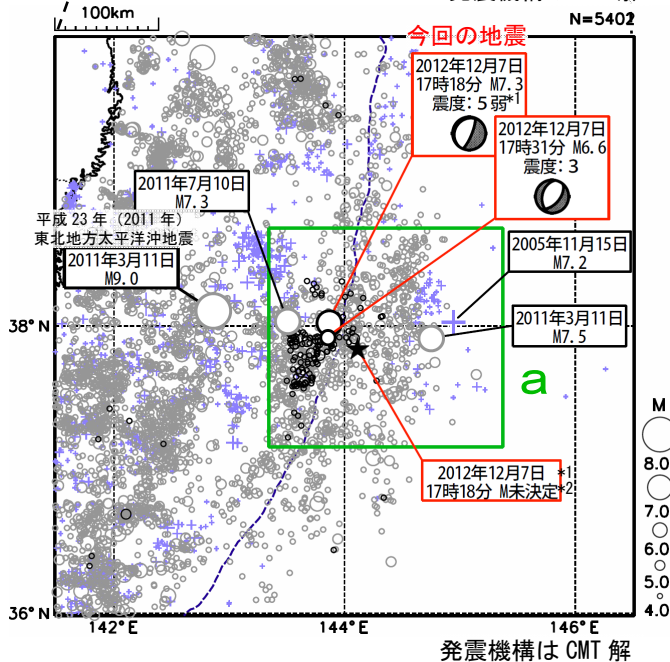 100km
N=5402
今回の地震
2012年12月7日
17時18分 M7.3
震度：5弱*1
2012年12月7日
17時31分 M6.6
震度：3
2011年7月10日
M7.3
平成23年（2011年）
東北地方太平洋沖地震
2011年3月11日
M9.0
2005年11月15日
M7.2
2011年3月11日
M7.5
a
2012年12月7日 *1
17時18分 M未決定*2
38°N
36°N
142°E
144°E
146°E
M
8.0
7.0
6.0
5.0
4.0
発震機構は CMT 解